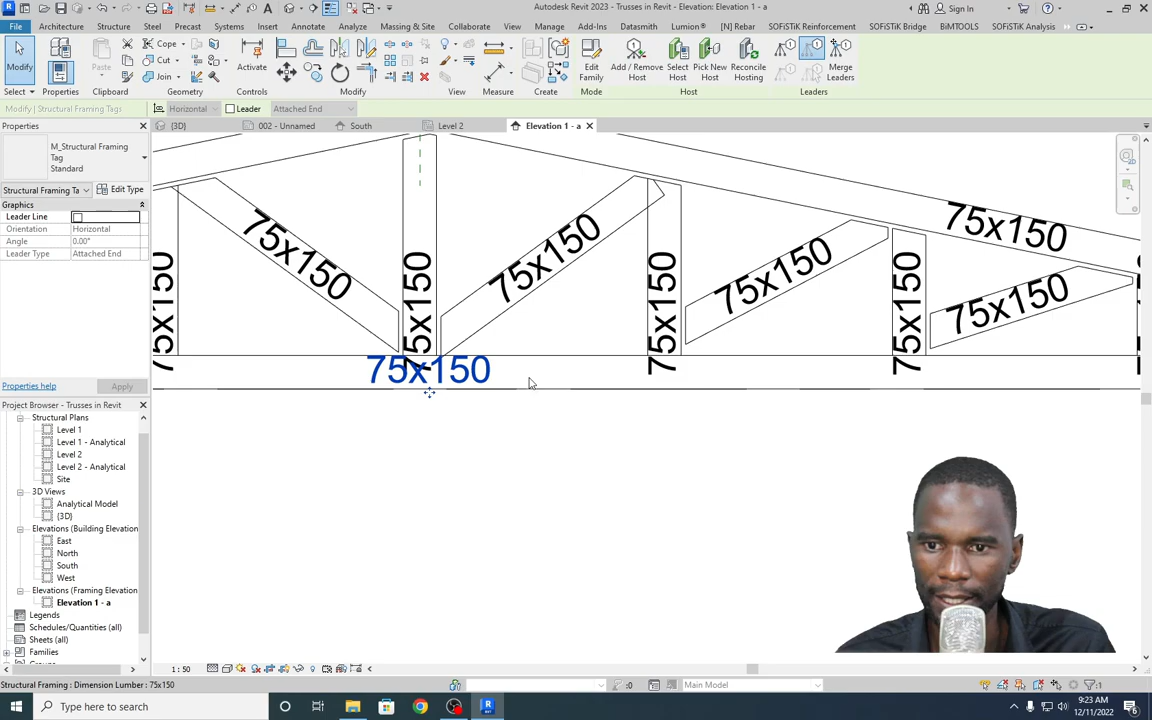 Autodesk Revit 2023 - Trusses in Revit - Elevation: Elevation 1 - a
Sign In
File Architecture Structure Steel Precast Systems Insert Annotate Analyze Massing & Site Collaborate View Manage Add-Ins Datasmith Lumion® [N] Rebar SOFiSTiK Reinforcement SOFiSTiK Bridge BiMTOOLS SOFiSTiK Analysis
Modify Properties Paste Cope Cut Join Activate Edit Family Add / Remove Host Select Host Pick New Host Reconcile Hosting Merge Leaders
Select Properties Clipboard Geometry Controls Modify View Measure Create Mode Host Leaders
Modify | Structural Framing Tags Horizontal Leader Attached End
Properties
{3D} 002 - Unnamed South Level 2 Elevation 1 - a
M_Structural Framing Tag
Standard
Structural Framing Ta Edit Type
Graphics
Leader Line
Orientation Horizontal
Angle 0.00°
Leader Type Attached End
Properties help Apply
75x150
75x150
75x150
75x150
75x150
75x150
75x150
75x150
75x150
75x150
75x150
Project Browser - Trusses in Revit
Structural Plans
Level 1
Level 1 - Analytical
Level 2
Level 2 - Analytical
Site
3D Views
Analytical Model
{3D}
Elevations (Building Elevation
East
North
South
West
Elevations (Framing Elevation
Elevation 1 - a
Legends
Schedules/Quantities (all)
Sheets (all)
Families
1 : 50
Structural Framing : Dimension Lumber : 75x150
:0 Main Model :1
Type here to search
9:23 AM
12/11/2022
6